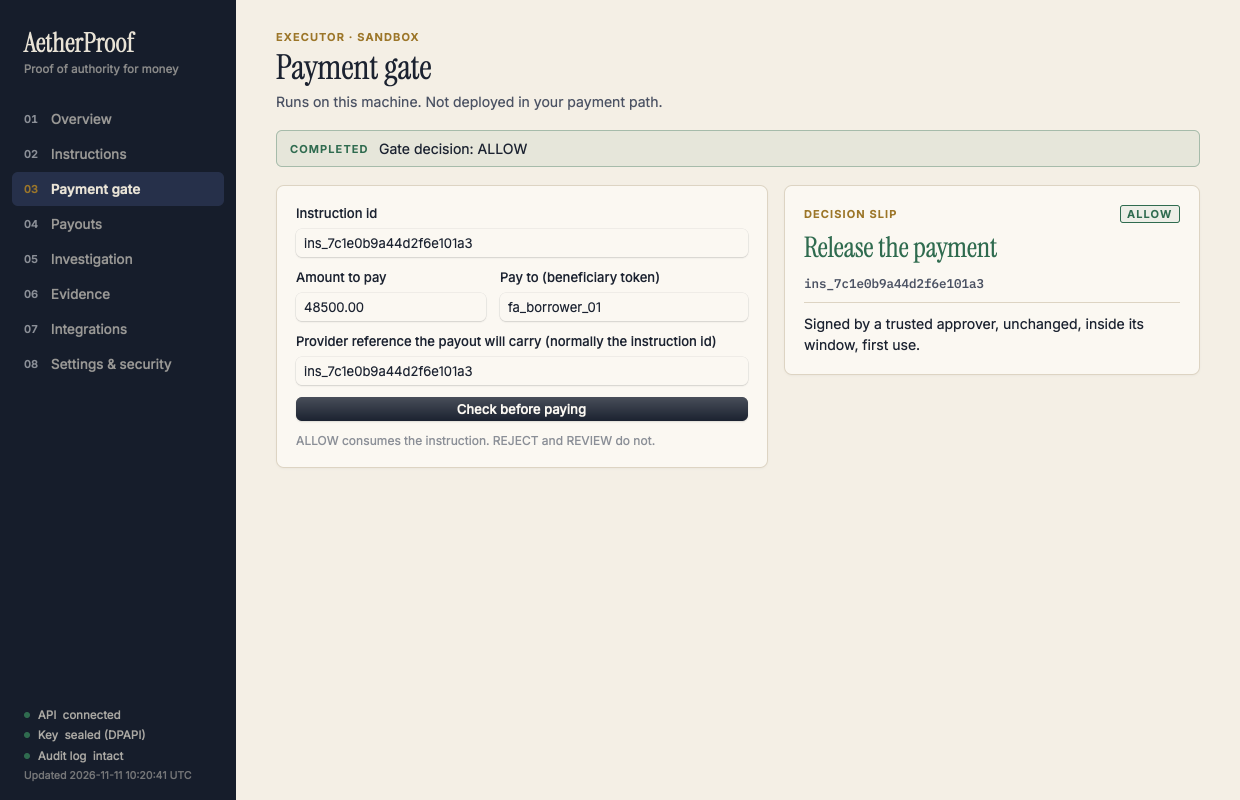 AetherProof
Proof of authority for money
01 Overview
02 Instructions
03 Payment gate
04 Payouts
05 Investigation
06 Evidence
07 Integrations
08 Settings & security
API connected
Key sealed (DPAPI)
Audit log intact
Updated 2026-11-11 10:20:41 UTC
EXECUTOR · SANDBOX
Payment gate
Runs on this machine. Not deployed in your payment path.
COMPLETED Gate decision: ALLOW
Instruction id
ins_7c1e0b9a44d2f6e101a3
Amount to pay Pay to (beneficiary token)
48500.00 fa_borrower_01
Provider reference the payout will carry (normally the instruction id)
ins_7c1e0b9a44d2f6e101a3
Check before paying
ALLOW consumes the instruction. REJECT and REVIEW do not.
DECISION SLIP ALLOW
Release the payment
ins_7c1e0b9a44d2f6e101a3
Signed by a trusted approver, unchanged, inside its
window, first use.